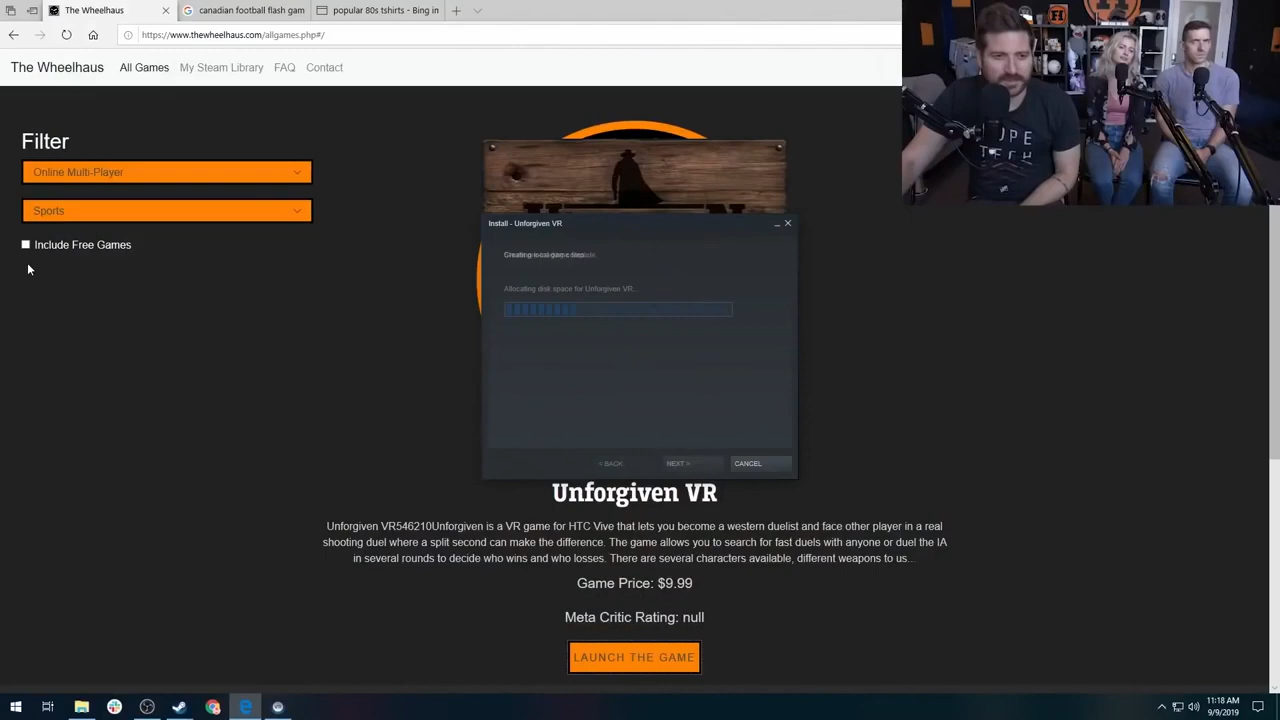 The Wheelhaus
canadian football flash gam
popular 80s tshirts - Bing in
https://www.thewheelhaus.com/allgames.php#/
The Wheelhaus
All Games
My Steam Library
FAQ
Contact
Filter
Online Multi-Player
Sports
Include Free Games
Install - Unforgiven VR
Allocating disk space for Unforgiven VR...
< BACK
NEXT >
CANCEL
Unforgiven VR
Unforgiven VR546210Unforgiven is a VR game for HTC Vive that lets you become a western duelist and face other player in a real
shooting duel where a split second can make the difference. The game allows you to search for fast duels with anyone or duel the IA
in several rounds to decide who wins and who losses. There are several characters available, different weapons to us...
Game Price: $9.99
Meta Critic Rating: null
LAUNCH THE GAME
11:18 AM
9/9/2019
TECH